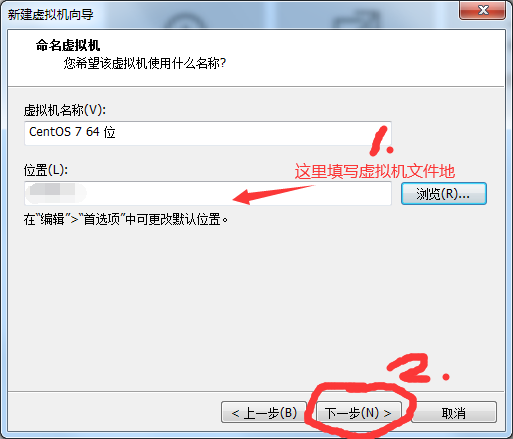 新建虚拟机向导
命名虚拟机
您希望该虚拟机使用什么名称?
虚拟机名称(V):
CentOS 7 64 位
1.
位置(L):
这里填写虚拟机文件地
浏览(R)...
在“编辑”>“首选项”中可更改默认位置。
2.
< 上一步(B)
下一步(N) >
取消